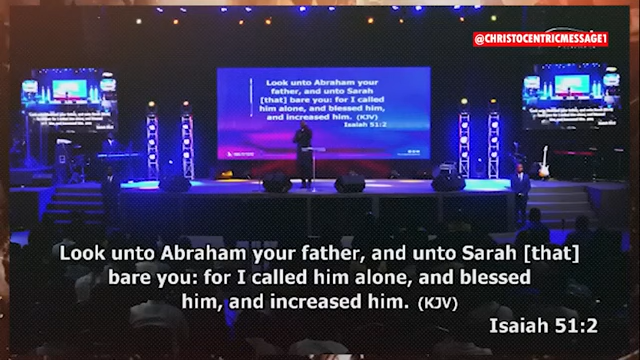 @CHRISTOCENTRICMESSAGE1
Look unto Abraham your
father, and unto Sarah
[that] bare you: for I called
him alone, and blessed him,
and increased him. (KJV)
Isaiah 51:2
Look unto Abraham your father, and unto Sarah [that]
bare you: for I called him alone, and blessed
him, and increased him. (KJV)
Isaiah 51:2